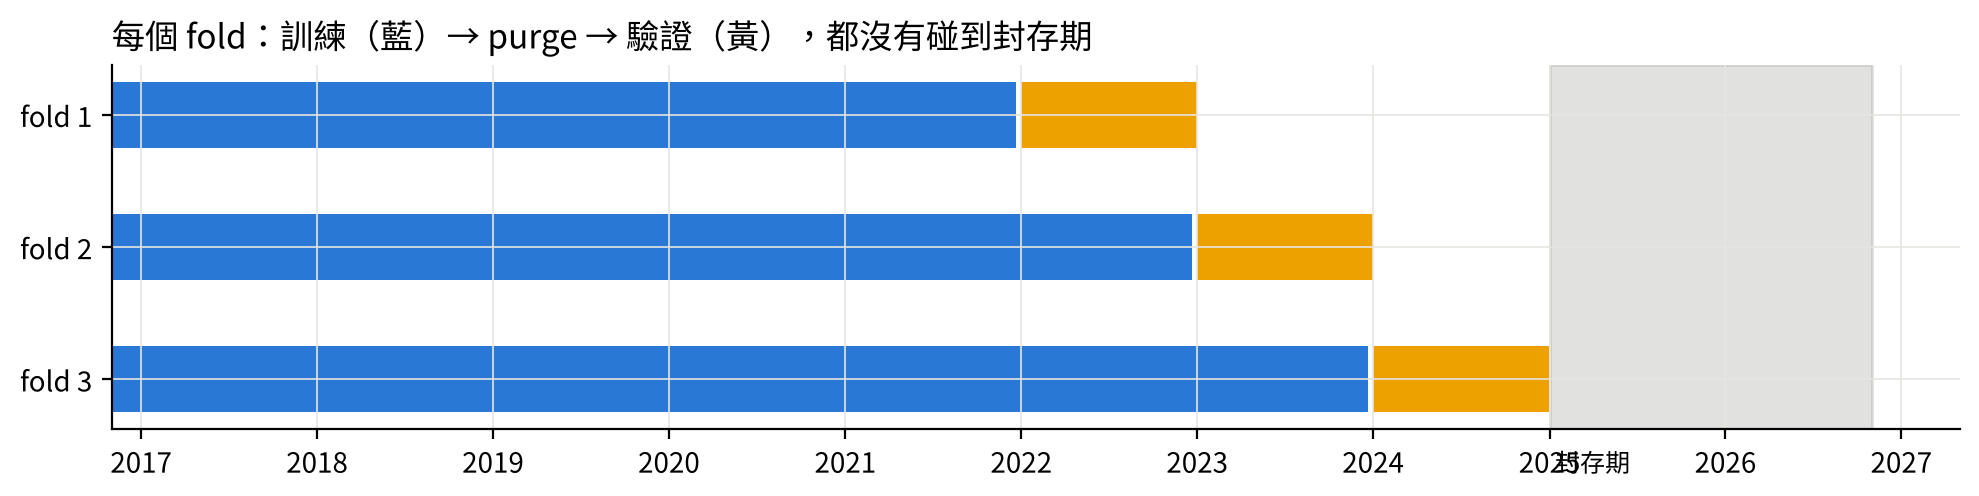 每個 fold：訓練（藍）→ purge → 驗證（黃），都沒有碰到封存期
fold 1
fold 2
fold 3
2017 2018 2019 2020 2021 2022 2023 2024 2025 封存期 2026 2027